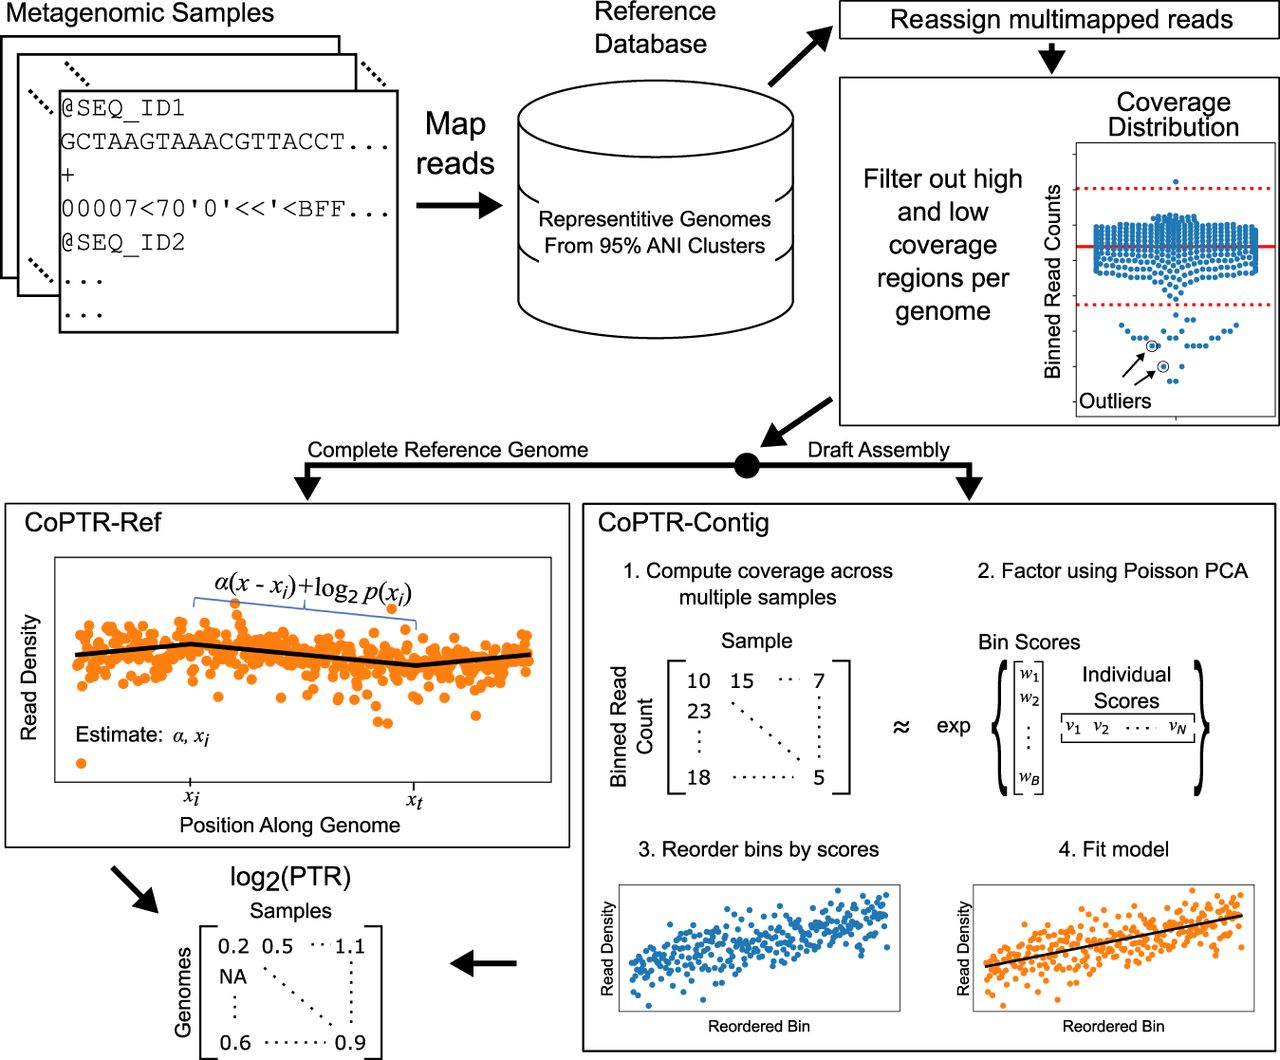 Metagenomic Samples
@SEQ_ID1
GCTAAGTAAACGTTACCT...
+
00007<70'0'<<'<BFF...
@SEQ_ID2
...
...
Map
reads
Reference
Database
Representitive Genomes
From 95% ANI Clusters
Reassign multimapped reads
Filter out high
and low
coverage
regions per
genome
Coverage
Distribution
Binned Read Counts
Outliers
Complete Reference Genome
Draft Assembly
CoPTR-Ref
α(x - xᵢ)+log₂ p(xᵢ)
Read Density
Estimate: α, xᵢ
xᵢ
xₜ
Position Along Genome
CoPTR-Contig
1. Compute coverage across
multiple samples
Sample
Binned Read
Count
10 15 ... 7
23
18 ... 5
≈ exp
2. Factor using Poisson PCA
Bin Scores
w₁
w₂
w_B
Individual
Scores
v₁ v₂ .... v_N
3. Reorder bins by scores
Read Density
Reordered Bin
4. Fit model
Read Density
Reordered Bin
log₂(PTR)
Samples
Genomes
0.2 0.5 ... 1.1
NA
0.6 ... 0.9